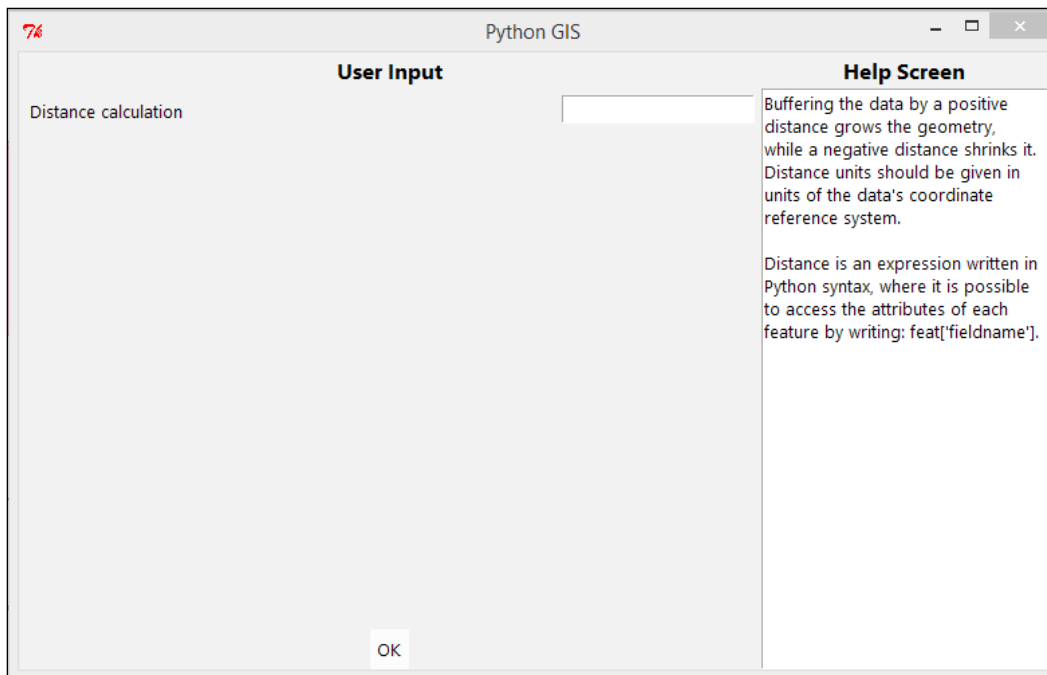 Python GIS
User Input
Help Screen
Distance calculation
Buffering the data by a positive
distance grows the geometry,
while a negative distance shrinks it.
Distance units should be given in
units of the data's coordinate
reference system.
Distance is an expression written in
Python syntax, where it is possible
to access the attributes of each
feature by writing: feat['fieldname'].
OK